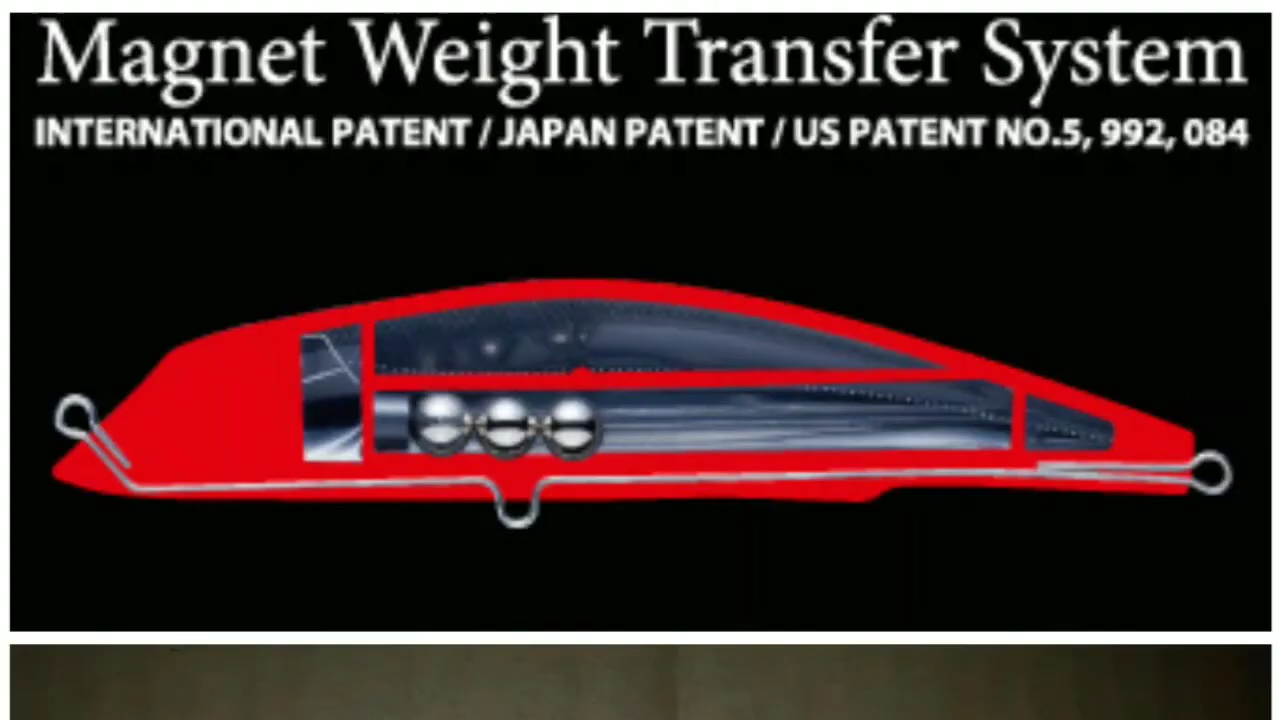 Magnet Weight Transfer System
INTERNATIONAL PATENT / JAPAN PATENT / US PATENT NO.5, 992, 084